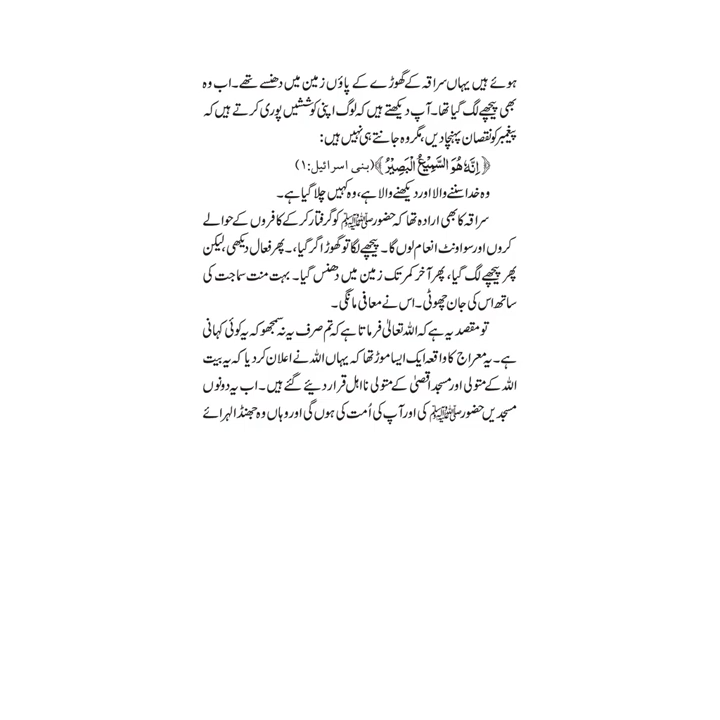 ہوئے ہیں یہاں سراقہ کے گھوڑے کے پاؤں زمین میں دھنسے تھے۔ اب وہ
بھی پیچھے لگ گیا تھا۔ آپ دیکھتے ہیں کہ لوگ اپنی کوششیں پوری کرتے ہیں کہ
پیغمبر کو نقصان پہنچا دیں، مگر وہ جانتے ہی نہیں ہیں:
﴿اِنَّهٗ هُوَ السَّمِيْعُ الْبَصِيْرُ﴾ (بنی اسرائیل:۱)
وہ خدا سننے والا اور دیکھنے والا ہے، وہ کہیں چلا گیا ہے۔
سراقہ کا بھی ارادہ تھا کہ حضور ﷺ کو گرفتار کر کے کافروں کے حوالے
کروں اور سو اونٹ انعام لوں گا۔ پیچھے لگا تو گھوڑا گر گیا،۔ پھر فعال دیکھی، لیکن
پھر پیچھے لگ گیا، پھر آخر کمر تک زمین میں دھنس گیا۔ بہت منت سماجت کی
ساتھ اس کی جان چھوٹی۔ اس نے معافی مانگی۔
تو مقصد یہ ہے کہ اللہ تعالیٰ فرماتا ہے کہ تم صرف یہ نہ سمجھو کہ یہ کوئی کہانی
ہے۔ یہ معراج کا واقعہ ایک ایسا موڑ تھا کہ یہاں اللہ نے اعلان کر دیا کہ یہ بیت
اللہ کے متولی اور مسجد اقصیٰ کے متولی نا اہل قرار دیئے گئے ہیں۔ اب یہ دونوں
مسجدیں حضور ﷺ کی اور آپ کی اُمت کی ہوں گی اور وہاں وہ جھنڈا لہرائے